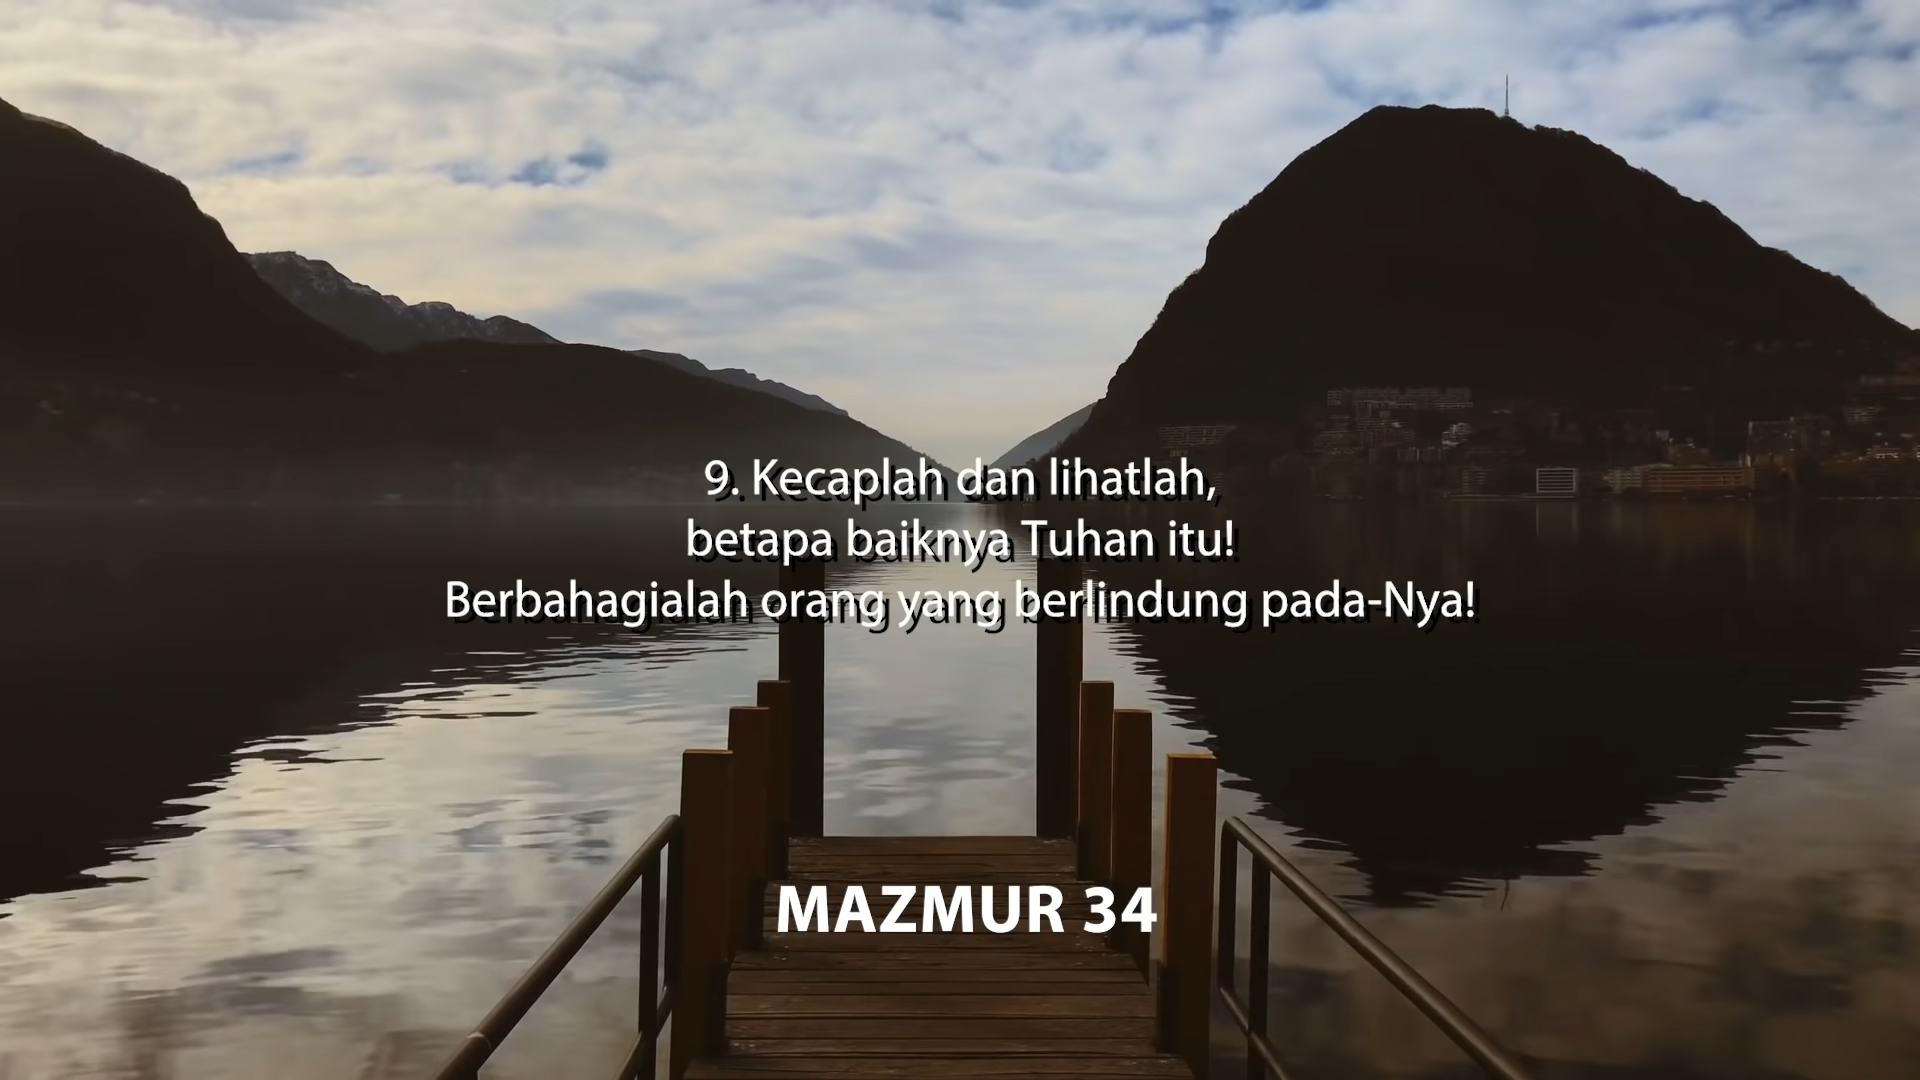 9. Kecaplah dan lihatlah,
betapa baiknya Tuhan itu!
Berbahagialah orang yang berlindung pada-Nya!
MAZMUR 34